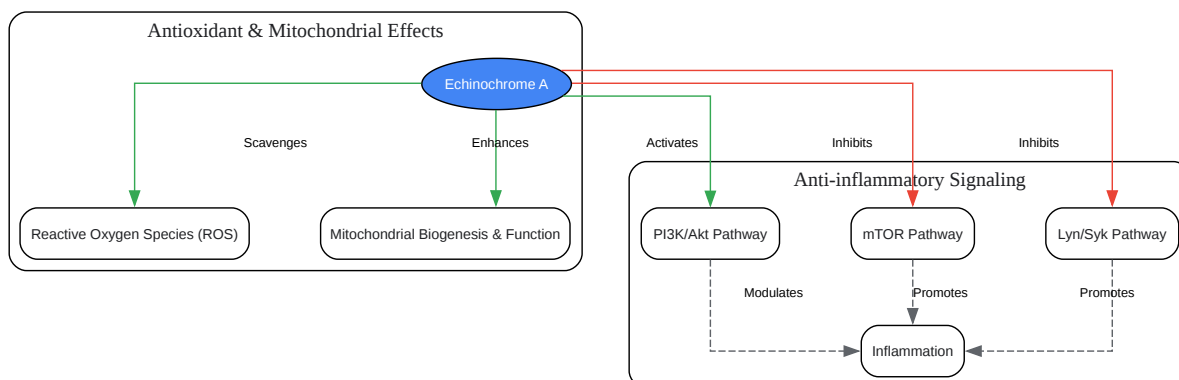 Antioxidant & Mitochondrial Effects
Echinochrome A
Scavenges
Enhances
Activates
Inhibits
Inhibits
Anti-inflammatory Signaling
Reactive Oxygen Species (ROS)
Mitochondrial Biogenesis & Function
PI3K/Akt Pathway
mTOR Pathway
Lyn/Syk Pathway
Modulates
Promotes
Promotes
Inflammation